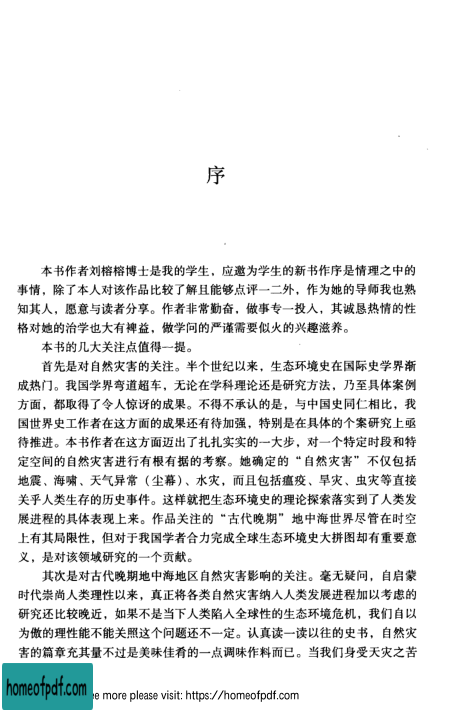 序
本书作者刘榕榕博士是我的学生，应邀为学生的新书作序是情理之中的
事情，除了本人对该作品比较了解且能够点评一二外，作为她的导师我也熟
知其人，愿意与读者分享。作者非常勤奋，做事专一投入，其诚恳热情的性
格对她的治学也大有裨益，做学问的严谨需要似火的兴趣滋养。
本书的几大关注点值得一提。
首先是对自然灾害的关注。半个世纪以来，生态环境史在国际史学界渐
成热门。我国学界弯道超车，无论在学科理论还是研究方法，乃至具体案例
方面，都取得了令人惊讶的成果。不得不承认的是，与中国史同仁相比，我
国世界史工作者在这方面的成果还有待加强，特别是在具体的个案研究上亟
待推进。本书作者在这方面迈出了扎扎实实的一大步，对一个特定时段和特
定空间的自然灾害进行有根有据的考察。她确定的“自然灾害”不仅包括
地震、海啸、天气异常（尘幕）、水灾，而且包括瘟疫、旱灾、虫灾等直接
关乎人类生存的历史事件。这样就把生态环境史的理论探索落实到了人类发
展进程的具体表现上来。作品关注的“古代晚期”地中海世界尽管在时空
上有其局限性，但对于我国学者合力完成全球生态环境史大拼图却有重要意
义，是对该领域研究的一个贡献。
其次是对古代晚期地中海地区自然灾害影响的关注。毫无疑问，自启蒙
时代崇尚人类理性以来，真正将各类自然灾害纳入人类发展进程加以考虑的
研究还比较晚近，如果不是当下人类陷入全球性的生态环境危机，我们自以
为傲的理性能不能关照这个问题还不一定。认真读一读以往的史书，自然灾
害的篇章充其量不过是美味佳肴的一点调味作料而已。当我们身受天灾之苦
homeofpdf.com
e more please visit: https://homeofpdf.com